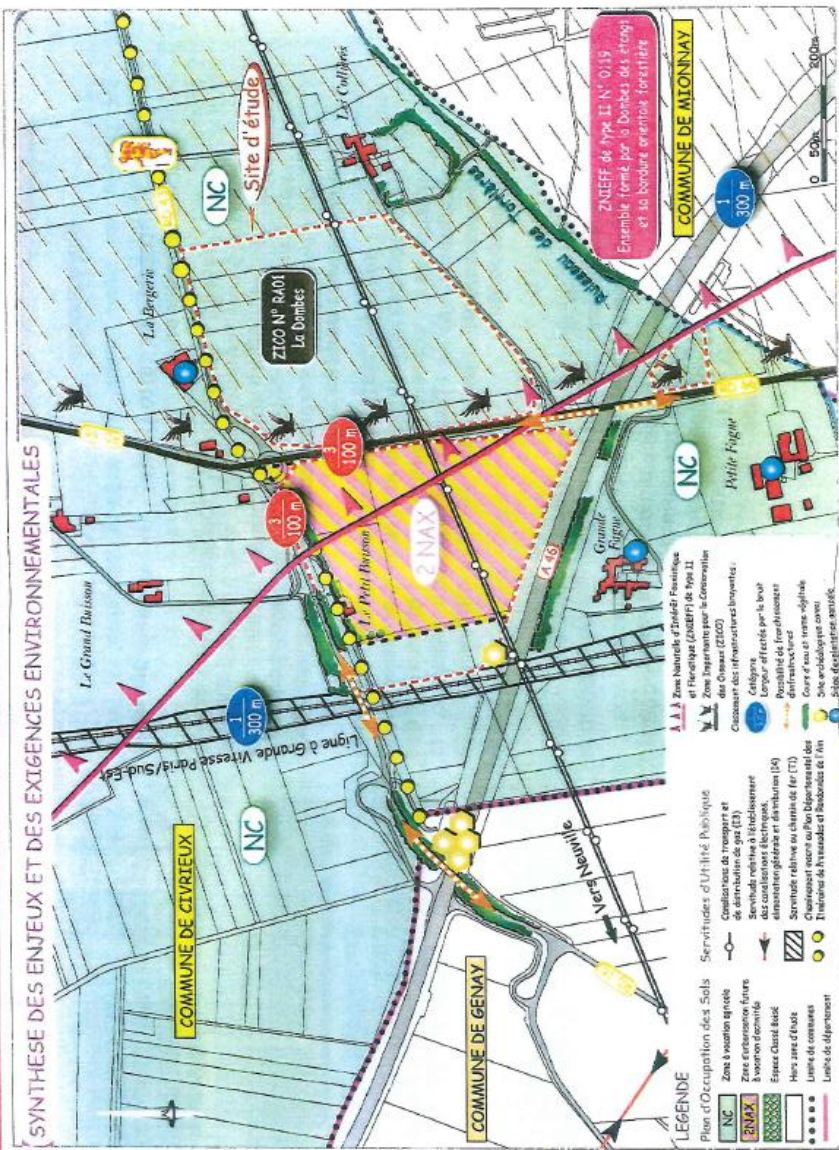 SYNTHESE DES ENJEUX ET DES EXIGENCES ENVIRONNEMENTALES
Le Grand Buisson
La Bergerie
NC
Site d'étude
La Collières
ZICO N° RA01
La Dombes
COMMUNE DE CIVRIEUX
NC
1
300 m
Ligne à Grande Vitesse Paris/Sud-Est
3
100 m
3
100 m
Le Petit Buisson
2 NAX
A 46
Ruisseau des
ZNIEFF de type II N° 0119
Ensemble formé par la Dombes des étangs
et sa bordure orientale forestière
COMMUNE DE MIONNAY
1
300 m
COMMUNE DE GENAY
Vers Neuville
Grande
Fague
Petite Fague
NC
0 50m 200m
LEGENDE
Plan d'Occupation des Sols
NC
Zone à vocation agricole
2NAX
Zone d'urbanisation future
à vocation d'activités
Espace Classé Boisé
Hors zone d'étude
Limite de communes
Limite de département
Servitudes d'Utilité Publique
Canalisations de transport et
de distribution de gaz (I3)
Servitude relative à l'établissement
des canalisations électriques,
alimentation générale et distribution (I4)
Servitude relative au chemin de fer (T1)
Cheminement inscrit au Plan Départemental des
Itinéraires de Promenades et Randonnées de l'Ain
Zone Naturelle d'Intérêt Faunistique
et Floristique (ZNIEFF) de type II
Zone Importante pour la Conservation
des Oiseaux (ZICO)
Classement des infrastructures bruyantes :
Catégorie
Largeur affectée par le bruit
Possibilité de franchissement
d'infrastructures
Cours d'eau et trame végétale
Site archéologique connu
Siège d'exploitation agricole